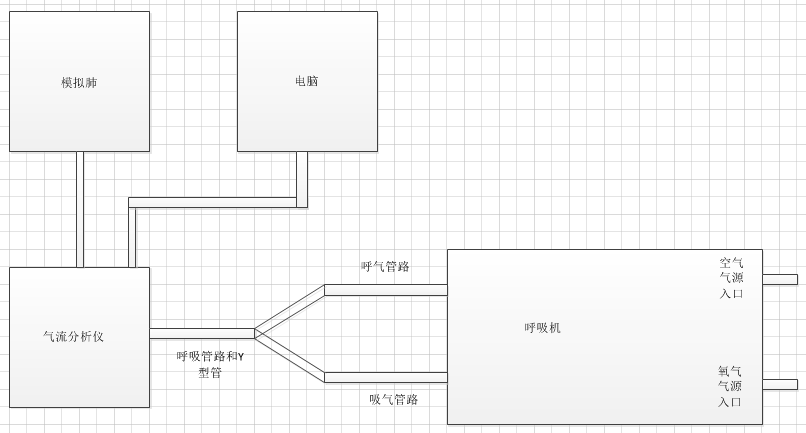 模拟肺
电脑
呼气管路
空气
气源
入口
呼吸机
气流分析仪
呼吸管路和Y
型管
氧气
气源
入口
吸气管路